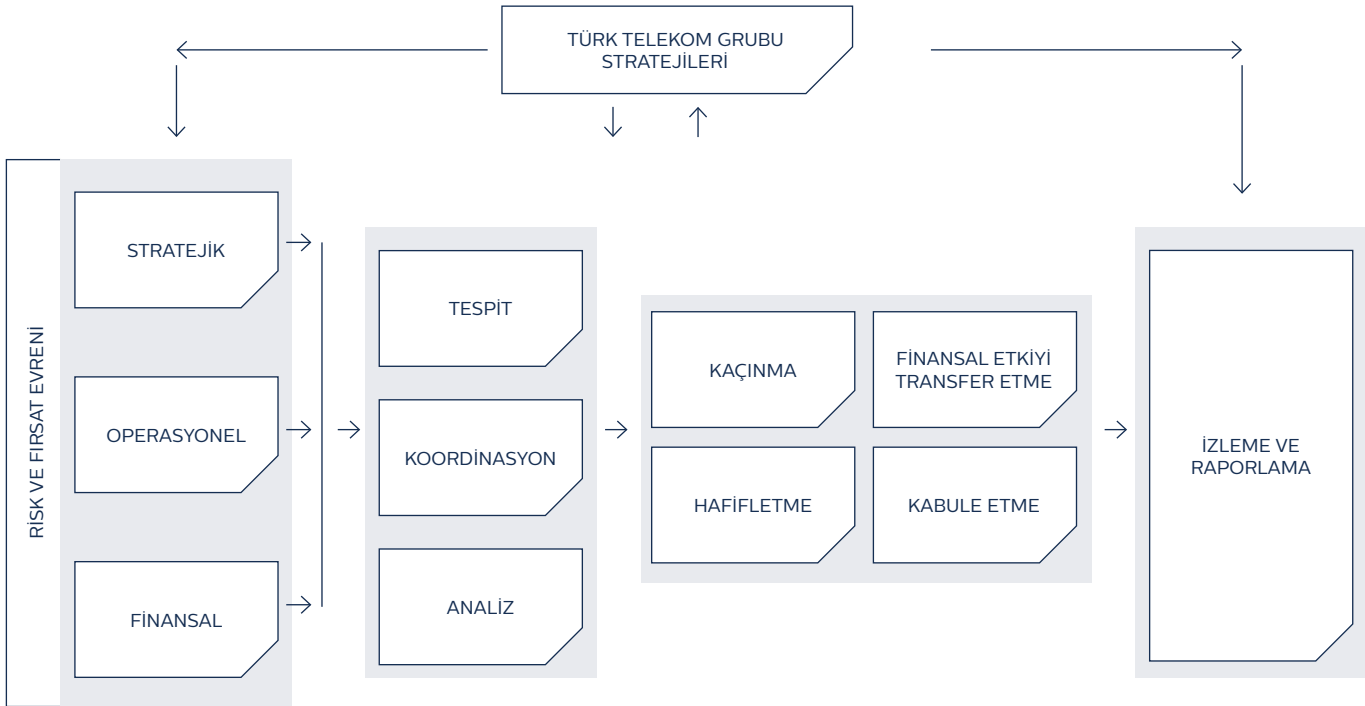 TÜRK TELEKOM GRUBU
STRATEJİLERİ
RİSK VE FIRSAT EVRENİ
STRATEJİK
OPERASYONEL
FİNANSAL
TESPİT
KOORDİNASYON
ANALİZ
KAÇINMA
FİNANSAL ETKİYİ
TRANSFER ETME
HAFİFLETME
KABULE ETME
İZLEME VE
RAPORLAMA